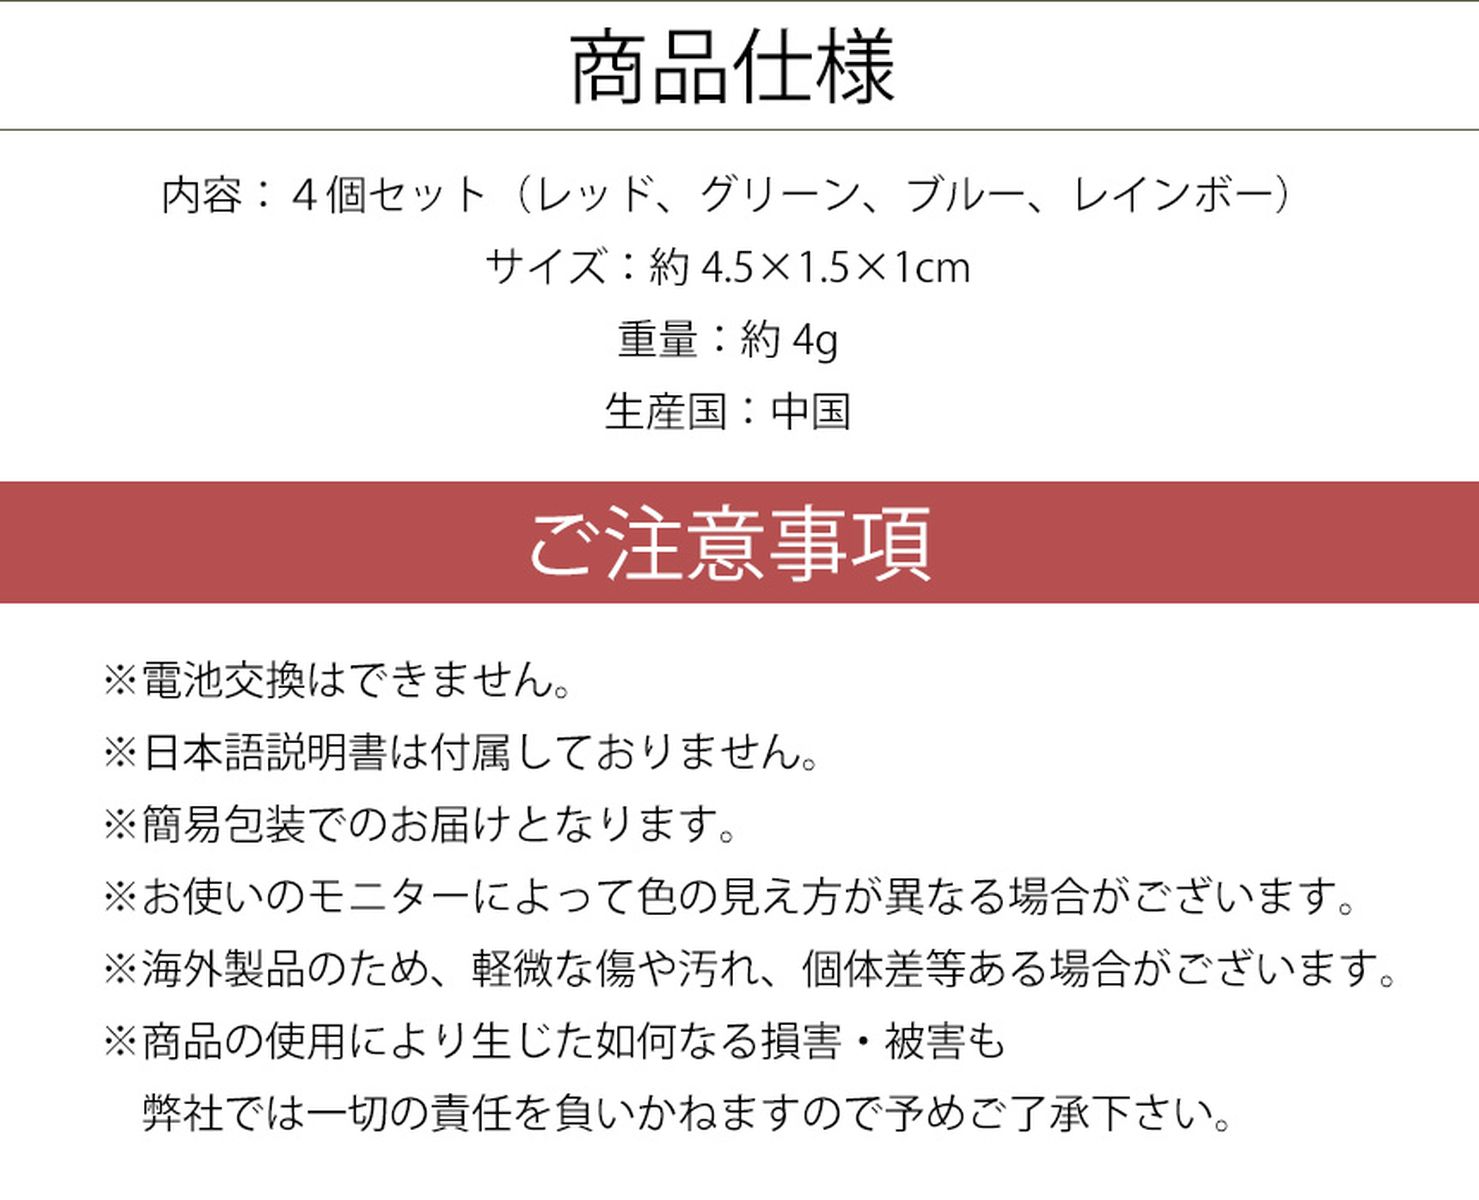 商品仕様
内容：４個セット（レッド、グリーン、ブルー、レインボー）
サイズ：約 4.5×1.5×1cm
重量：約 4g
生産国：中国
ご注意事項
※電池交換はできません。
※日本語説明書は付属しておりません。
※簡易包装でのお届けとなります。
※お使いのモニターによって色の見え方が異なる場合がございます。
※海外製品のため、軽微な傷や汚れ、個体差等ある場合がございます。
※商品の使用により生じた如何なる損害・被害も
弊社では一切の責任を負いかねますので予めご了承下さい。